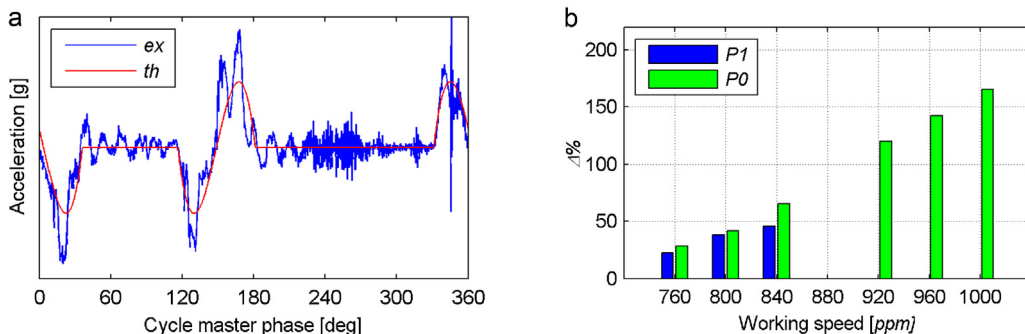 a
ex
th
Acceleration [g]
0 60 120 180 240 300 360
Cycle master phase [deg]
b
P1
P0
200
150
100
50
0
Δ%
760 800 840 880 920 960 1000
Working speed [ppm]